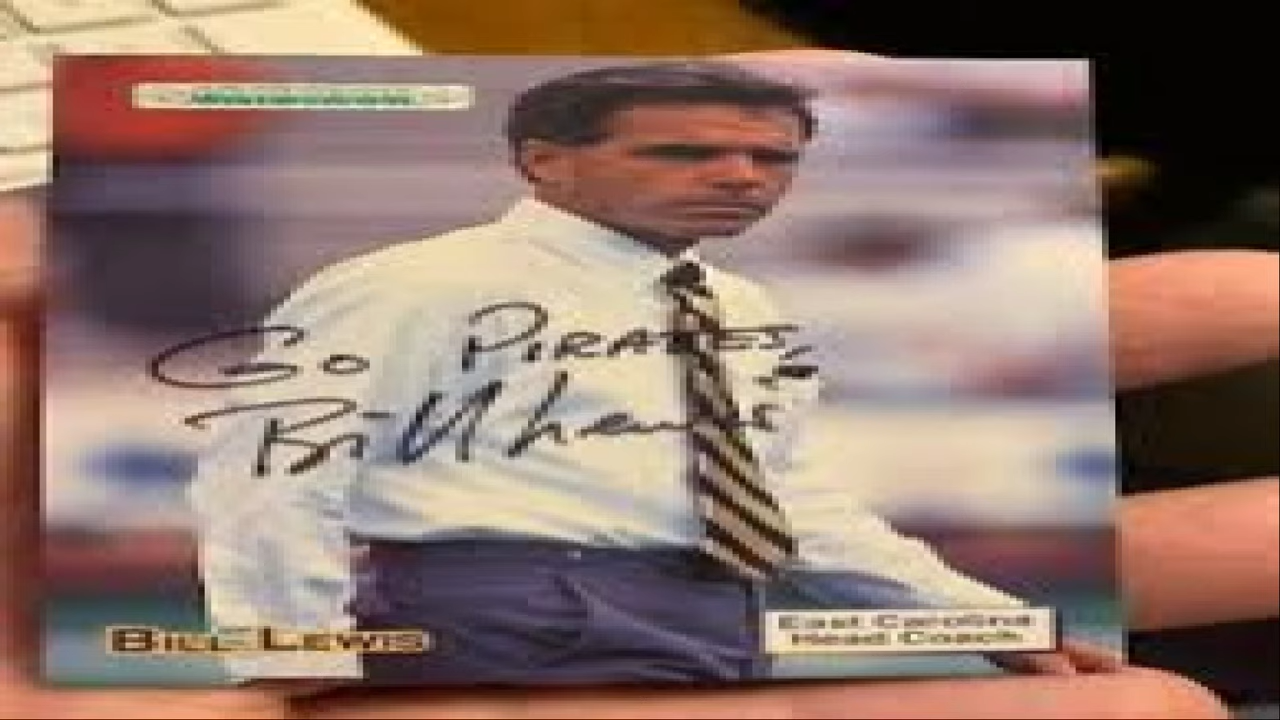 Go PIRATES,
Bill Lewis
BILL LEWIS
East Carolina
Head Coach